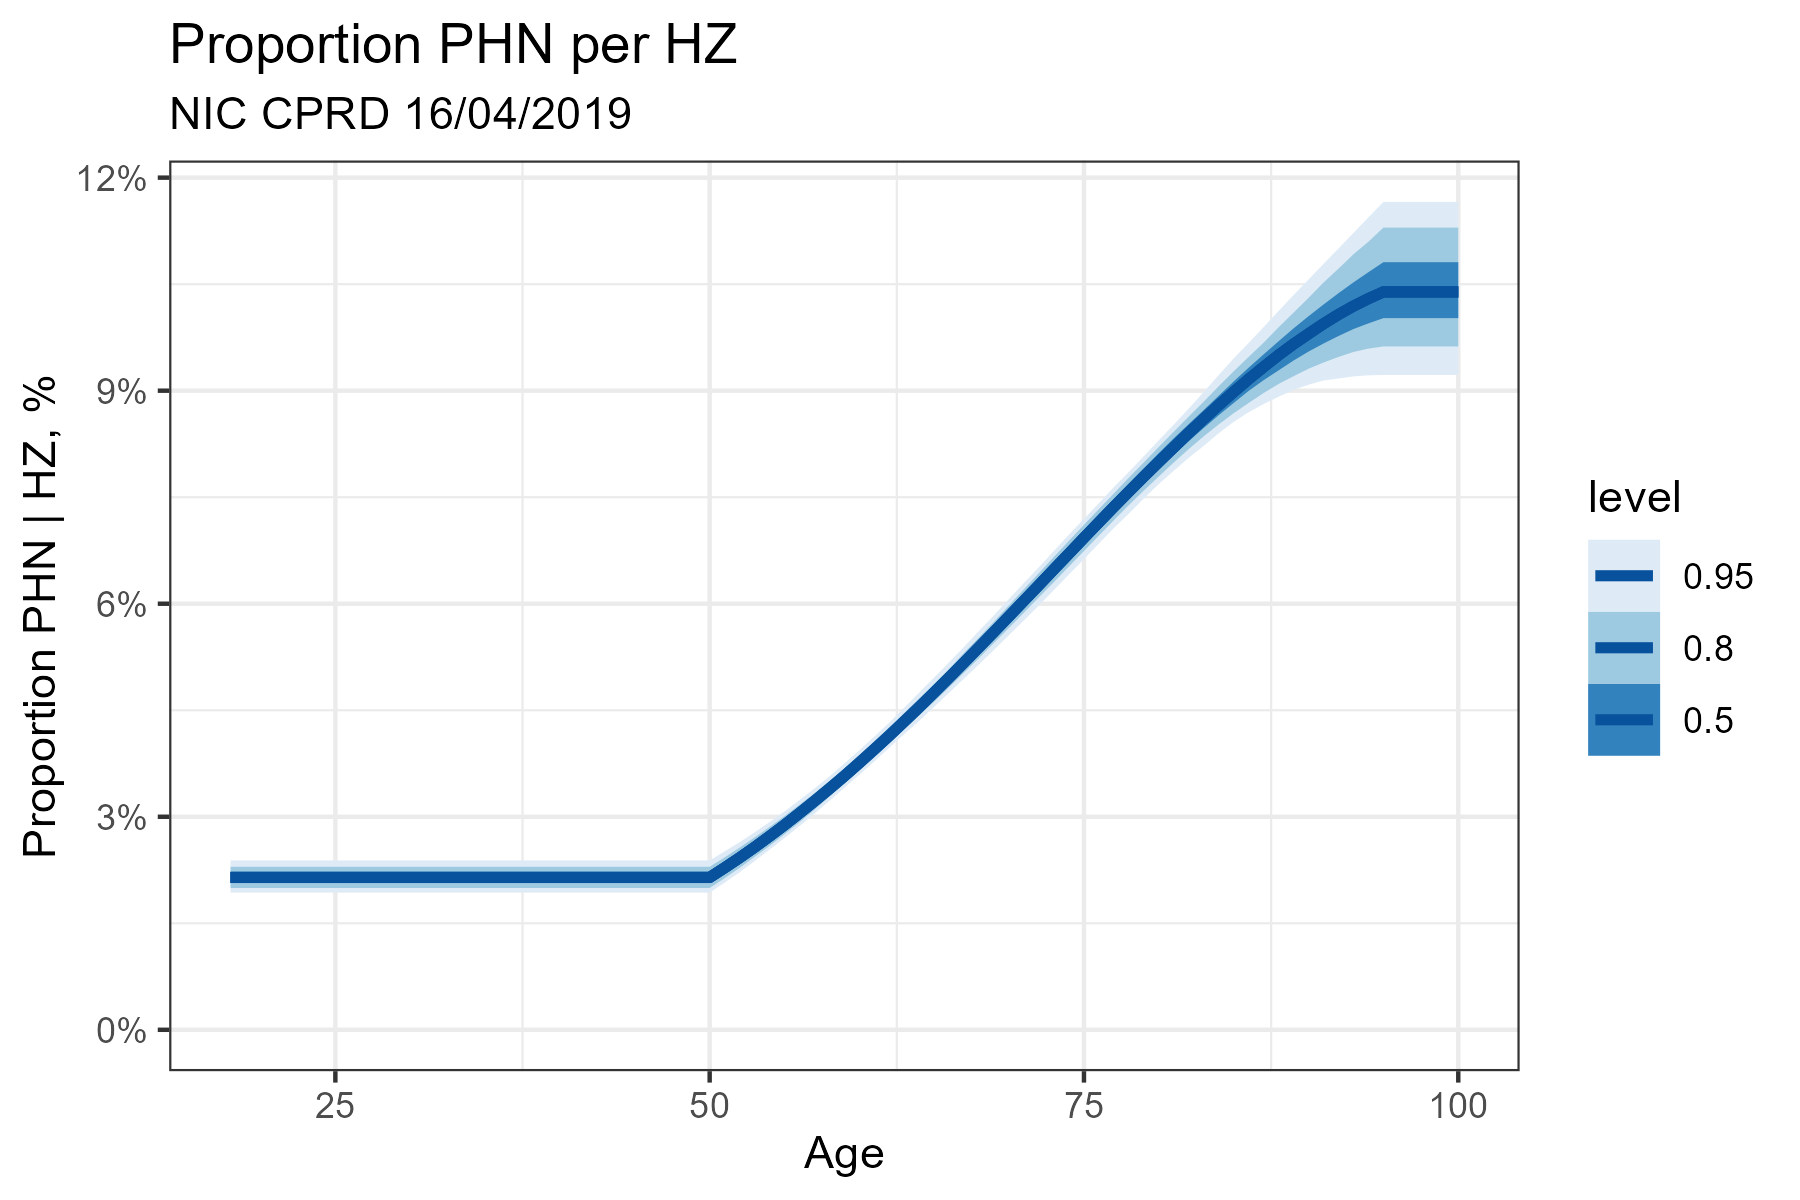 Proportion PHN per HZ
NIC CPRD 16/04/2019
Proportion PHN | HZ, %
12%
9%
6%
3%
0%
25
50
75
100
Age
level
0.95
0.8
0.5